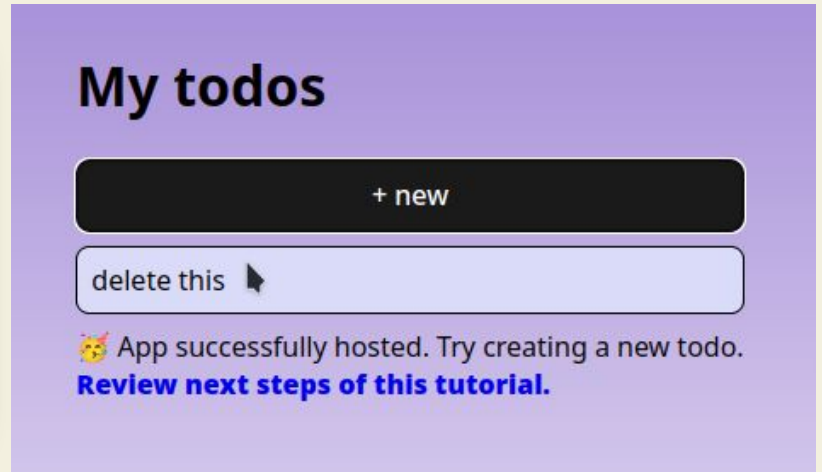 My todos
+ new
delete this
🥳 App successfully hosted. Try creating a new todo.
Review next steps of this tutorial.